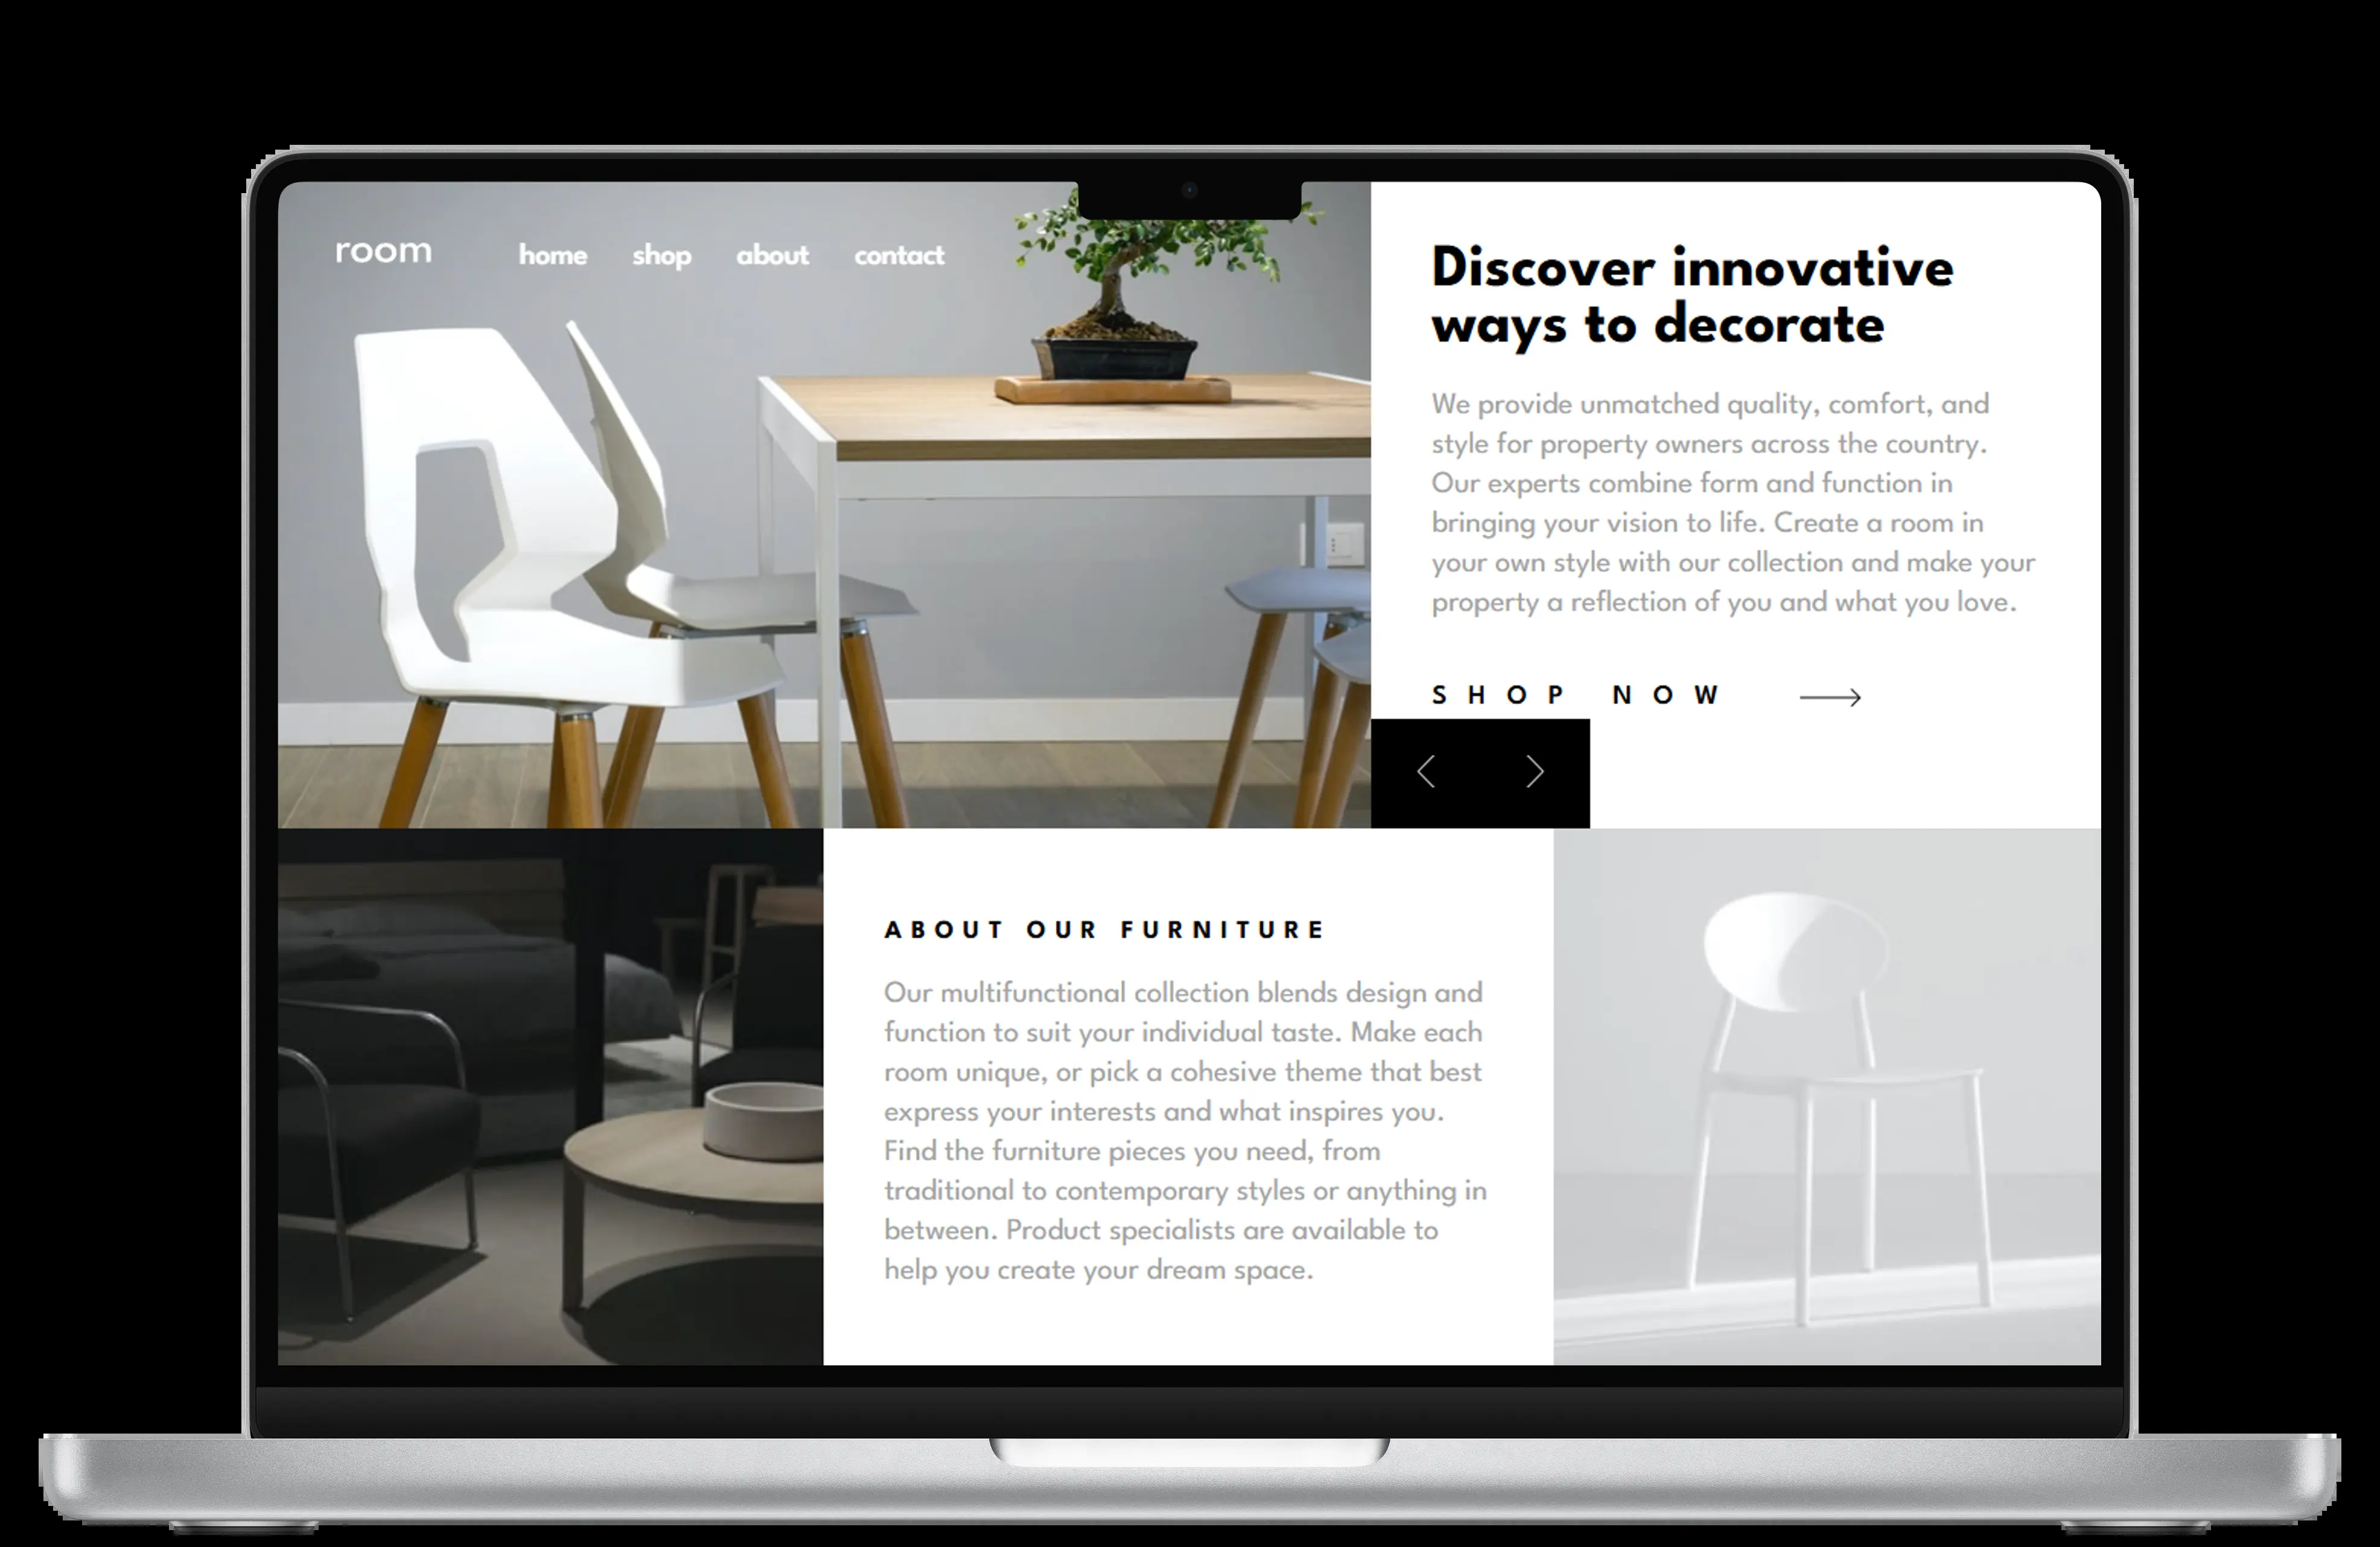 room
home shop about contact
Discover innovative
ways to decorate
We provide unmatched quality, comfort, and
style for property owners across the country.
Our experts combine form and function in
bringing your vision to life. Create a room in
your own style with our collection and make your
property a reflection of you and what you love.
SHOP NOW
ABOUT OUR FURNITURE
Our multifunctional collection blends design and
function to suit your individual taste. Make each
room unique, or pick a cohesive theme that best
express your interests and what inspires you.
Find the furniture pieces you need, from
traditional to contemporary styles or anything in
between. Product specialists are available to
help you create your dream space.